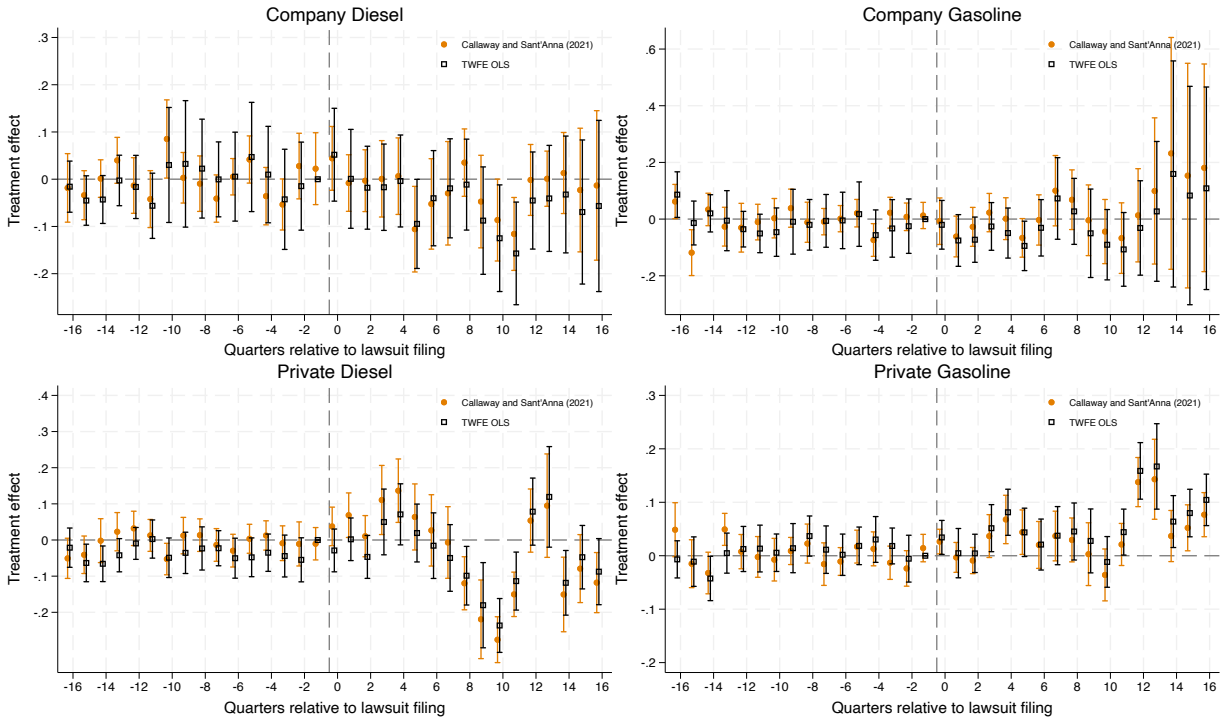 Company Diesel
Treatment effect
.3
.2
.1
0
-.1
-.2
Callaway and Sant'Anna (2021)
TWFE OLS
-16 -14 -12 -10 -8 -6 -4 -2 0 2 4 6 8 10 12 14 16
Quarters relative to lawsuit filing
Company Gasoline
Treatment effect
.6
.4
.2
0
-.2
Callaway and Sant'Anna (2021)
TWFE OLS
-16 -14 -12 -10 -8 -6 -4 -2 0 2 4 6 8 10 12 14 16
Quarters relative to lawsuit filing
Private Diesel
Treatment effect
.4
.3
.2
.1
0
-.1
-.2
Callaway and Sant'Anna (2021)
TWFE OLS
-16 -14 -12 -10 -8 -6 -4 -2 0 2 4 6 8 10 12 14 16
Quarters relative to lawsuit filing
Private Gasoline
Treatment effect
.3
.2
.1
0
-.1
-.2
Callaway and Sant'Anna (2021)
TWFE OLS
-16 -14 -12 -10 -8 -6 -4 -2 0 2 4 6 8 10 12 14 16
Quarters relative to lawsuit filing